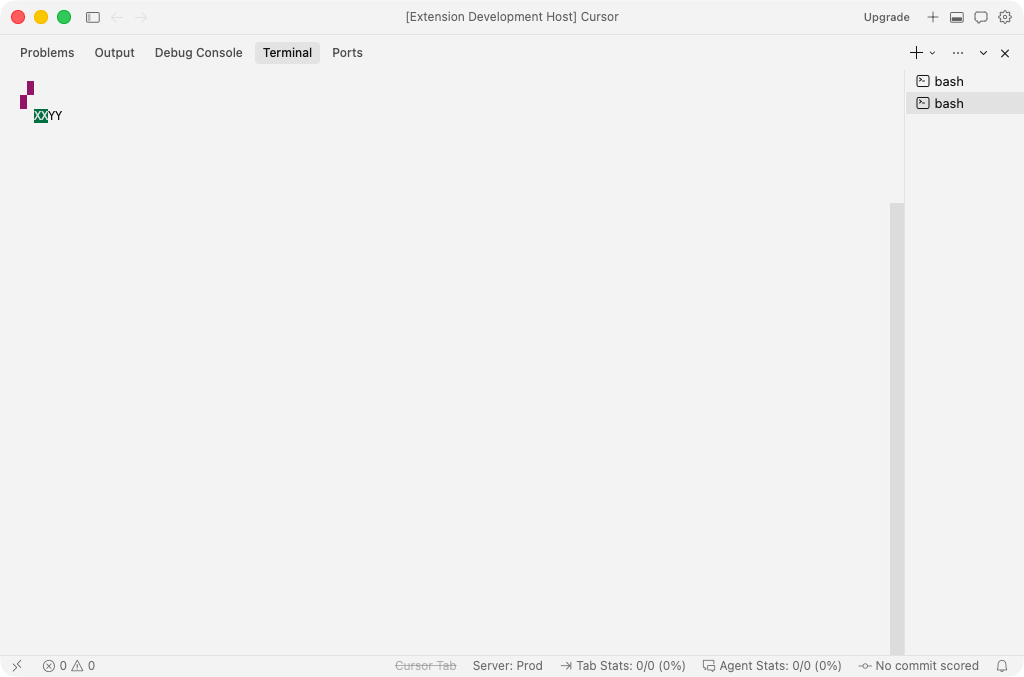 [Extension Development Host] Cursor
Upgrade
Problems Output Debug Console Terminal Ports
bash
bash
XXYY
0 0 Cursor Tab Server: Prod Tab Stats: 0/0 (0%) Agent Stats: 0/0 (0%) No commit scored